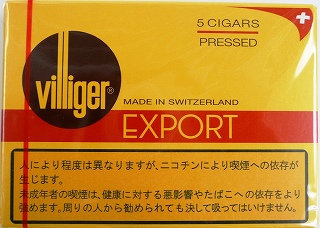 5 CIGARS
PRESSED
villiger®
MADE IN SWITZERLAND
EXPORT
人により程度は異なりますが、ニコチンにより喫煙への依存が
生じます。
未成年者の喫煙は、健康に対する悪影響やたばこへの依存をより
強めます。周りの人から勧められても決して吸ってはいけません。